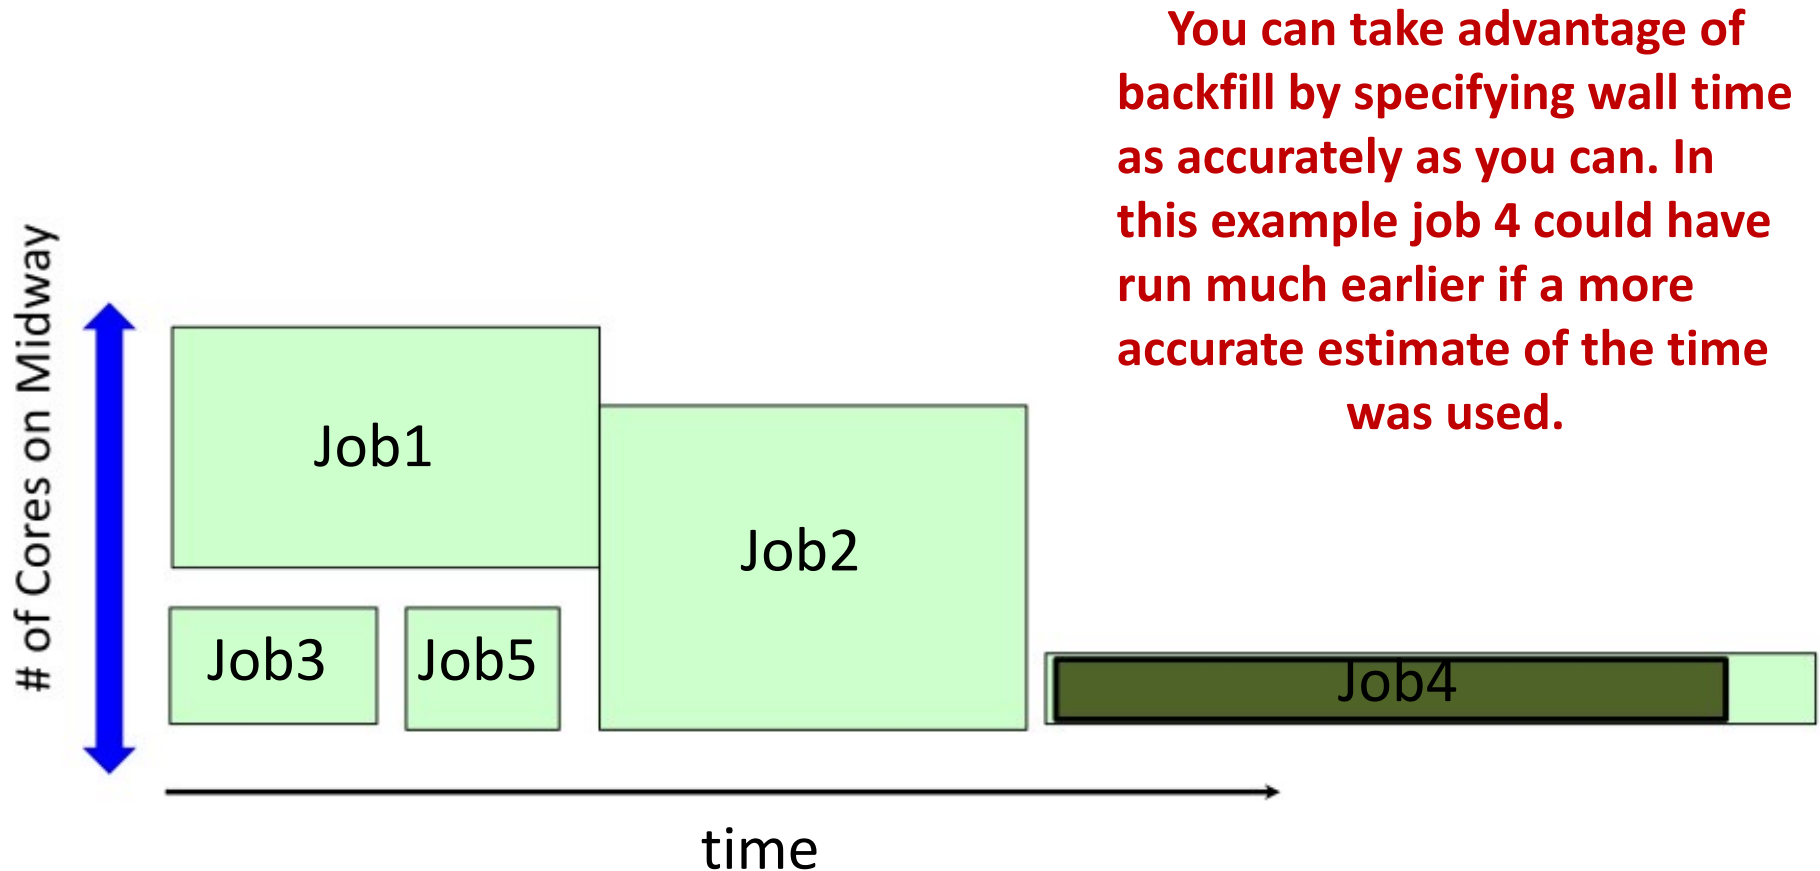 You can take advantage of
backfill by specifying wall time
as accurately as you can. In
this example job 4 could have
run much earlier if a more
accurate estimate of the time
was used.
# of Cores on Midway
Job1
Job2
Job3
Job5
Job4
time